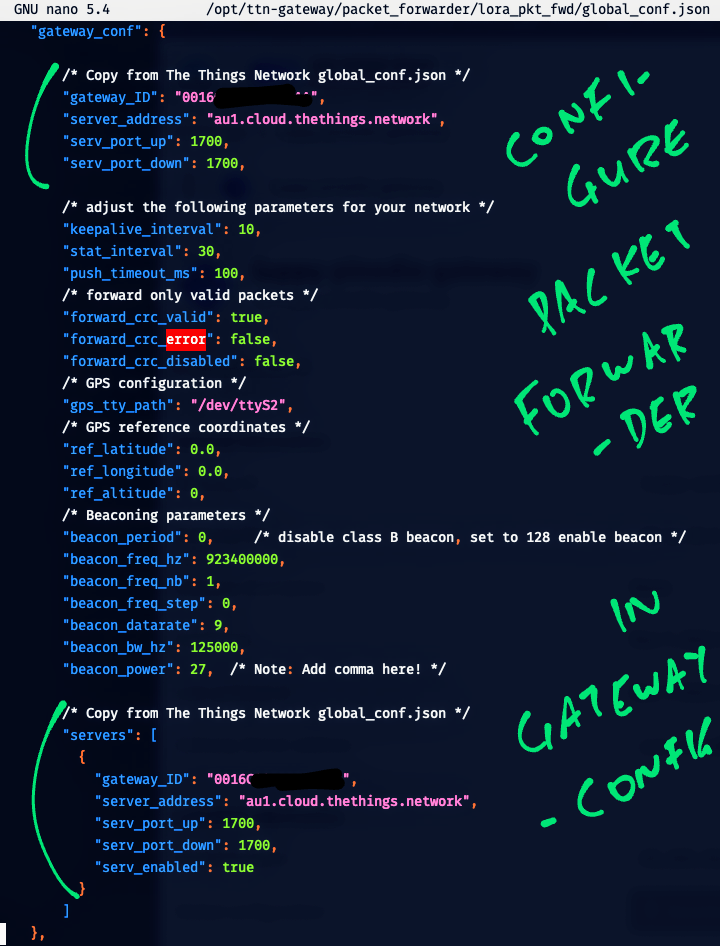 GNU nano 5.4 /opt/ttn-gateway/packet_forwarder/lora_pkt_fwd/global_conf.json
"gateway_conf": {
/* Copy from The Things Network global_conf.json */
"gateway_ID": "0016 ",
"server_address": "au1.cloud.thethings.network",
"serv_port_up": 1700,
"serv_port_down": 1700,
/* adjust the following parameters for your network */
"keepalive_interval": 10,
"stat_interval": 30,
"push_timeout_ms": 100,
/* forward only valid packets */
"forward_crc_valid": true,
"forward_crc_error": false,
"forward_crc_disabled": false,
/* GPS configuration */
"gps_tty_path": "/dev/ttyS2",
/* GPS reference coordinates */
"ref_latitude": 0.0,
"ref_longitude": 0.0,
"ref_altitude": 0,
/* Beaconing parameters */
"beacon_period": 0, /* disable class B beacon, set to 128 enable beacon */
"beacon_freq_hz": 923400000,
"beacon_freq_nb": 1,
"beacon_freq_step": 0,
"beacon_datarate": 9,
"beacon_bw_hz": 125000,
"beacon_power": 27, /* Note: Add comma here! */
/* Copy from The Things Network global_conf.json */
"servers": [
{
"gateway_ID": "0016 ",
"server_address": "au1.cloud.thethings.network",
"serv_port_up": 1700,
"serv_port_down": 1700,
"serv_enabled": true
}
]
},
CONFI-
GURE
PACKET
FORWAR
- DER
IN
GATEWAY
- CONFIG